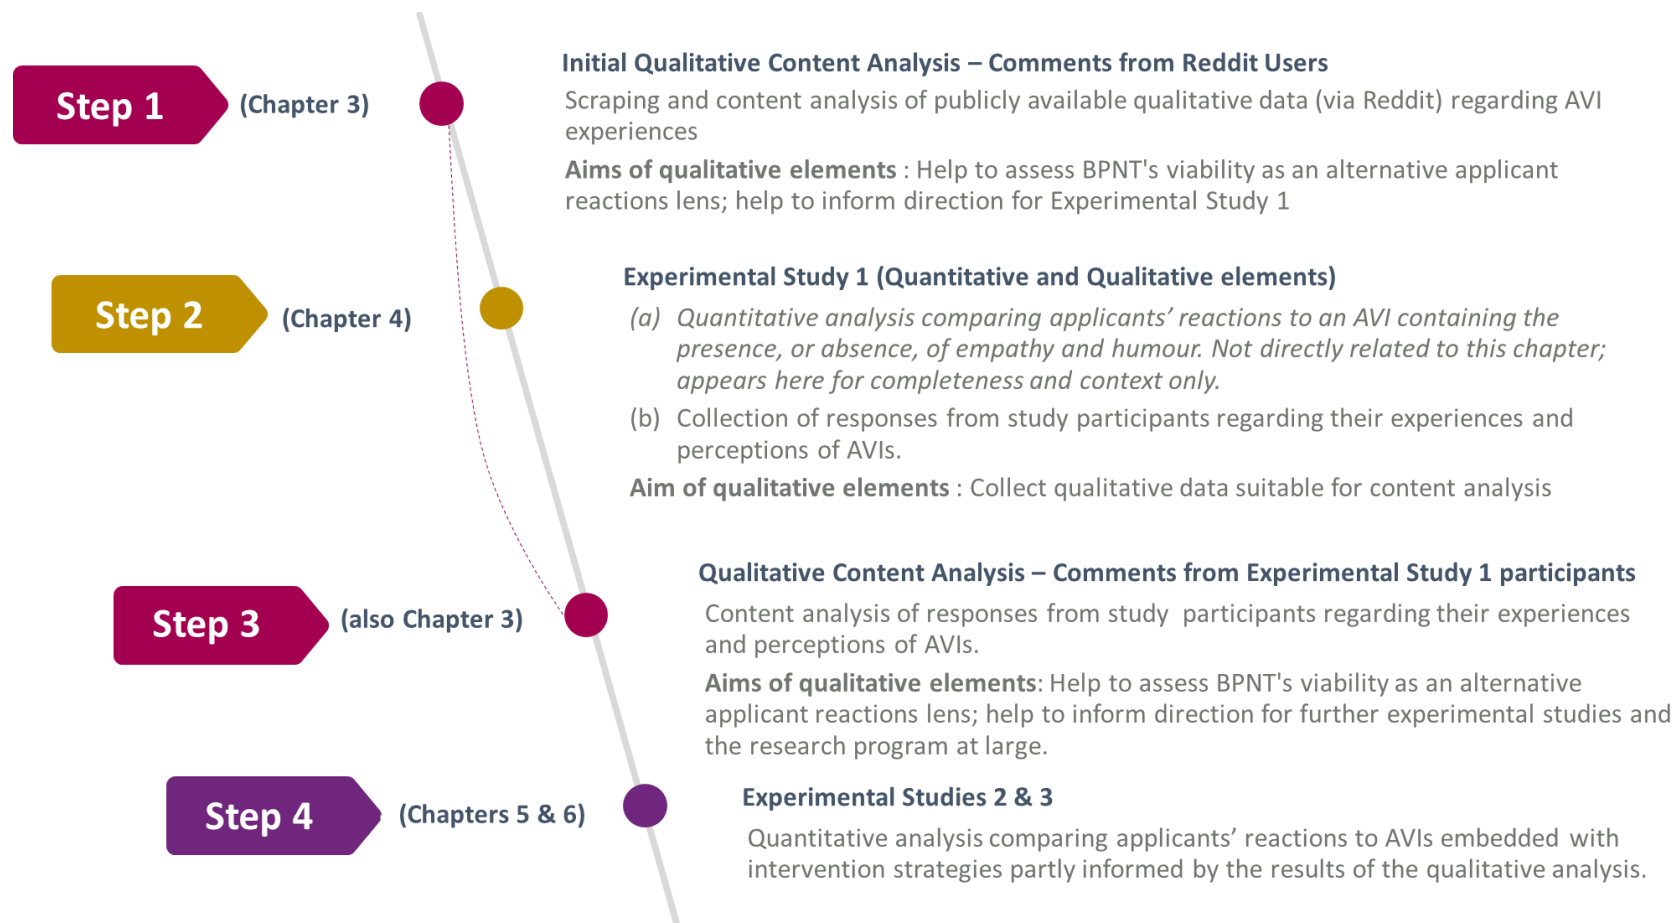 Step 1
(Chapter 3)
Initial Qualitative Content Analysis – Comments from Reddit Users
Scraping and content analysis of publicly available qualitative data (via Reddit) regarding AVI
experiences
Aims of qualitative elements : Help to assess BPNT's viability as an alternative applicant
reactions lens; help to inform direction for Experimental Study 1
Step 2
(Chapter 4)
Experimental Study 1 (Quantitative and Qualitative elements)
(a) Quantitative analysis comparing applicants’ reactions to an AVI containing the
presence, or absence, of empathy and humour. Not directly related to this chapter;
appears here for completeness and context only.
(b) Collection of responses from study participants regarding their experiences and
perceptions of AVIs.
Aim of qualitative elements : Collect qualitative data suitable for content analysis
Step 3
(also Chapter 3)
Qualitative Content Analysis – Comments from Experimental Study 1 participants
Content analysis of responses from study participants regarding their experiences
and perceptions of AVIs.
Aims of qualitative elements: Help to assess BPNT's viability as an alternative
applicant reactions lens; help to inform direction for further experimental studies and
the research program at large.
Step 4
(Chapters 5 & 6)
Experimental Studies 2 & 3
Quantitative analysis comparing applicants’ reactions to AVIs embedded with
intervention strategies partly informed by the results of the qualitative analysis.